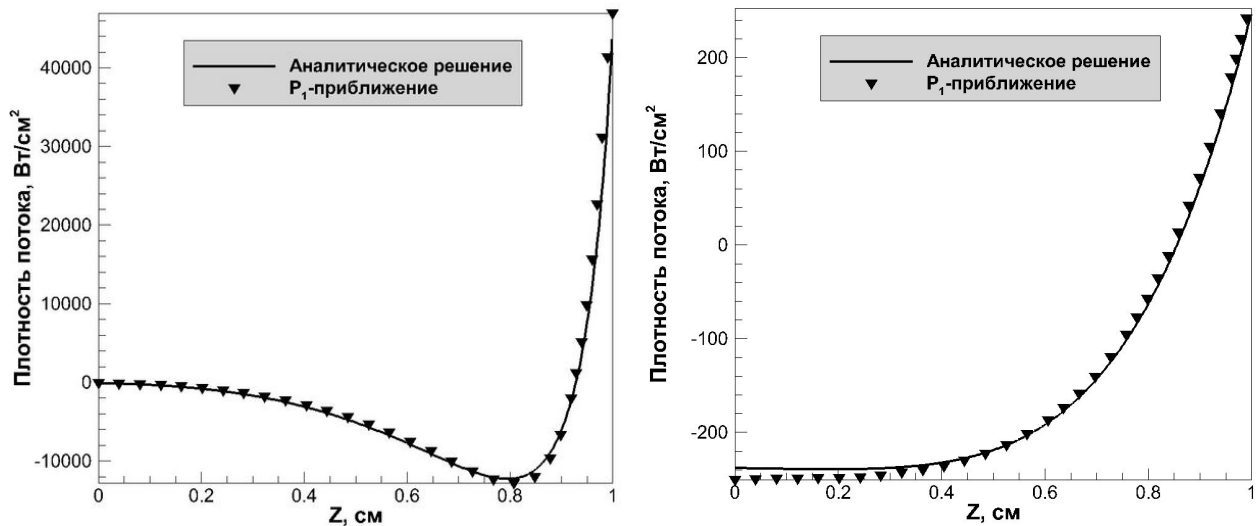 Плотность потока, Вт/см²
40000
30000
20000
10000
0
-10000
Аналитическое решение
P₁-приближение
0
0.2
0.4
0.6
0.8
1
Z, см
Плотность потока, Вт/см²
200
100
0
-100
-200
Аналитическое решение
P₁-приближение
0
0.2
0.4
0.6
0.8
1
Z, см